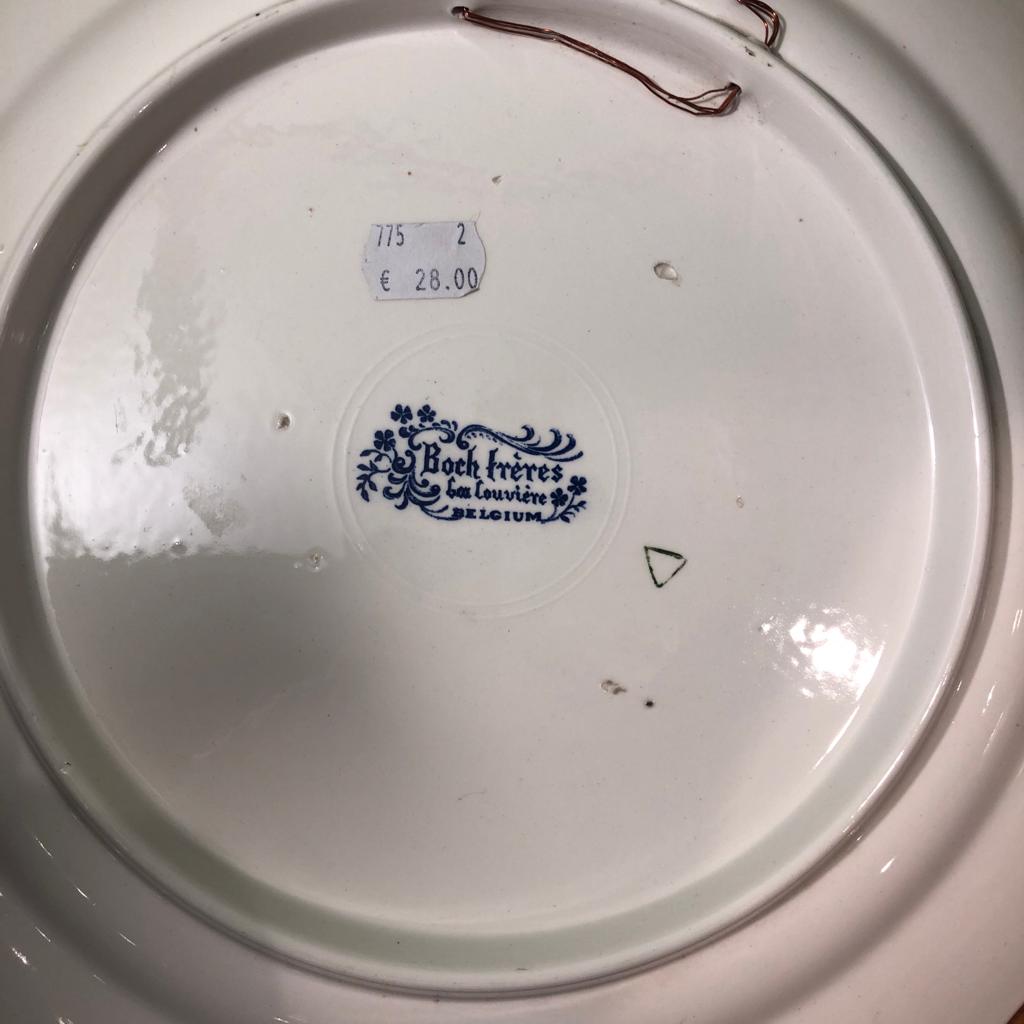 775 2
€ 28.00
Boch frères
La Louvière
BELGIUM